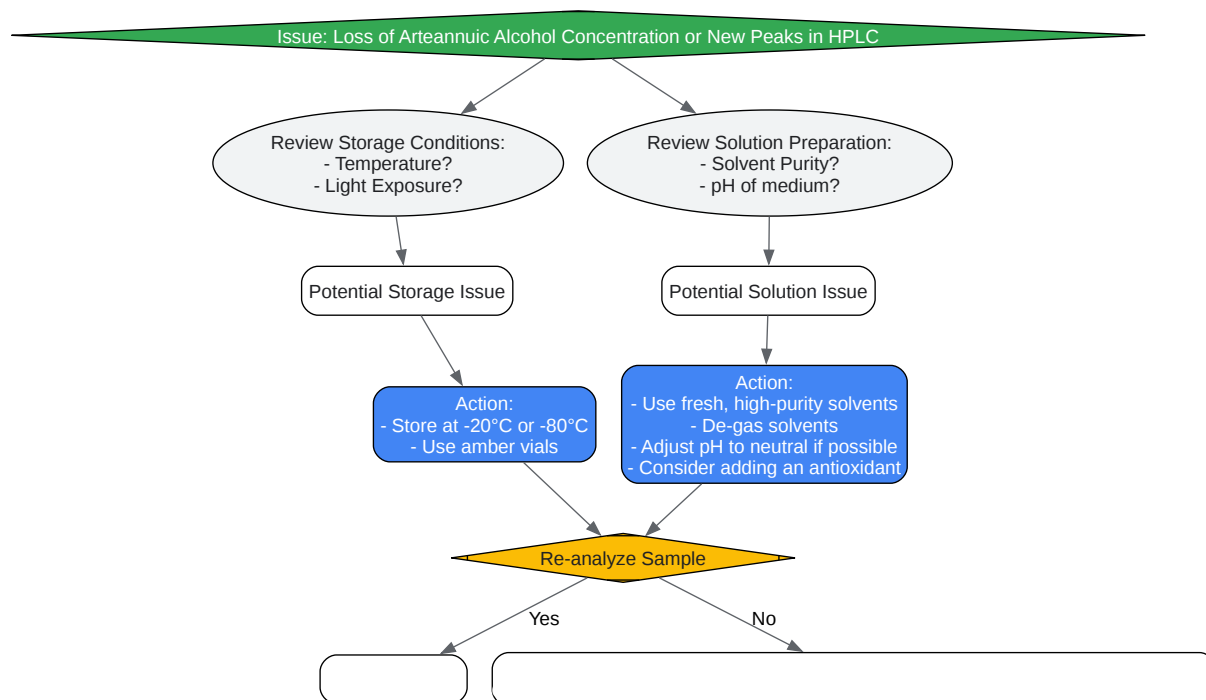 Issue: Loss of Arteannuic Alcohol Concentration or New Peaks in HPLC
Review Storage Conditions:
- Temperature?
- Light Exposure?
Review Solution Preparation:
- Solvent Purity?
- pH of medium?
Potential Storage Issue
Potential Solution Issue
Action:
- Store at -20°C or -80°C
- Use amber vials
Action:
- Use fresh, high-purity solvents
- De-gas solvents
- Adjust pH to neutral if possible
- Consider adding an antioxidant
Re-analyze Sample
Yes
No